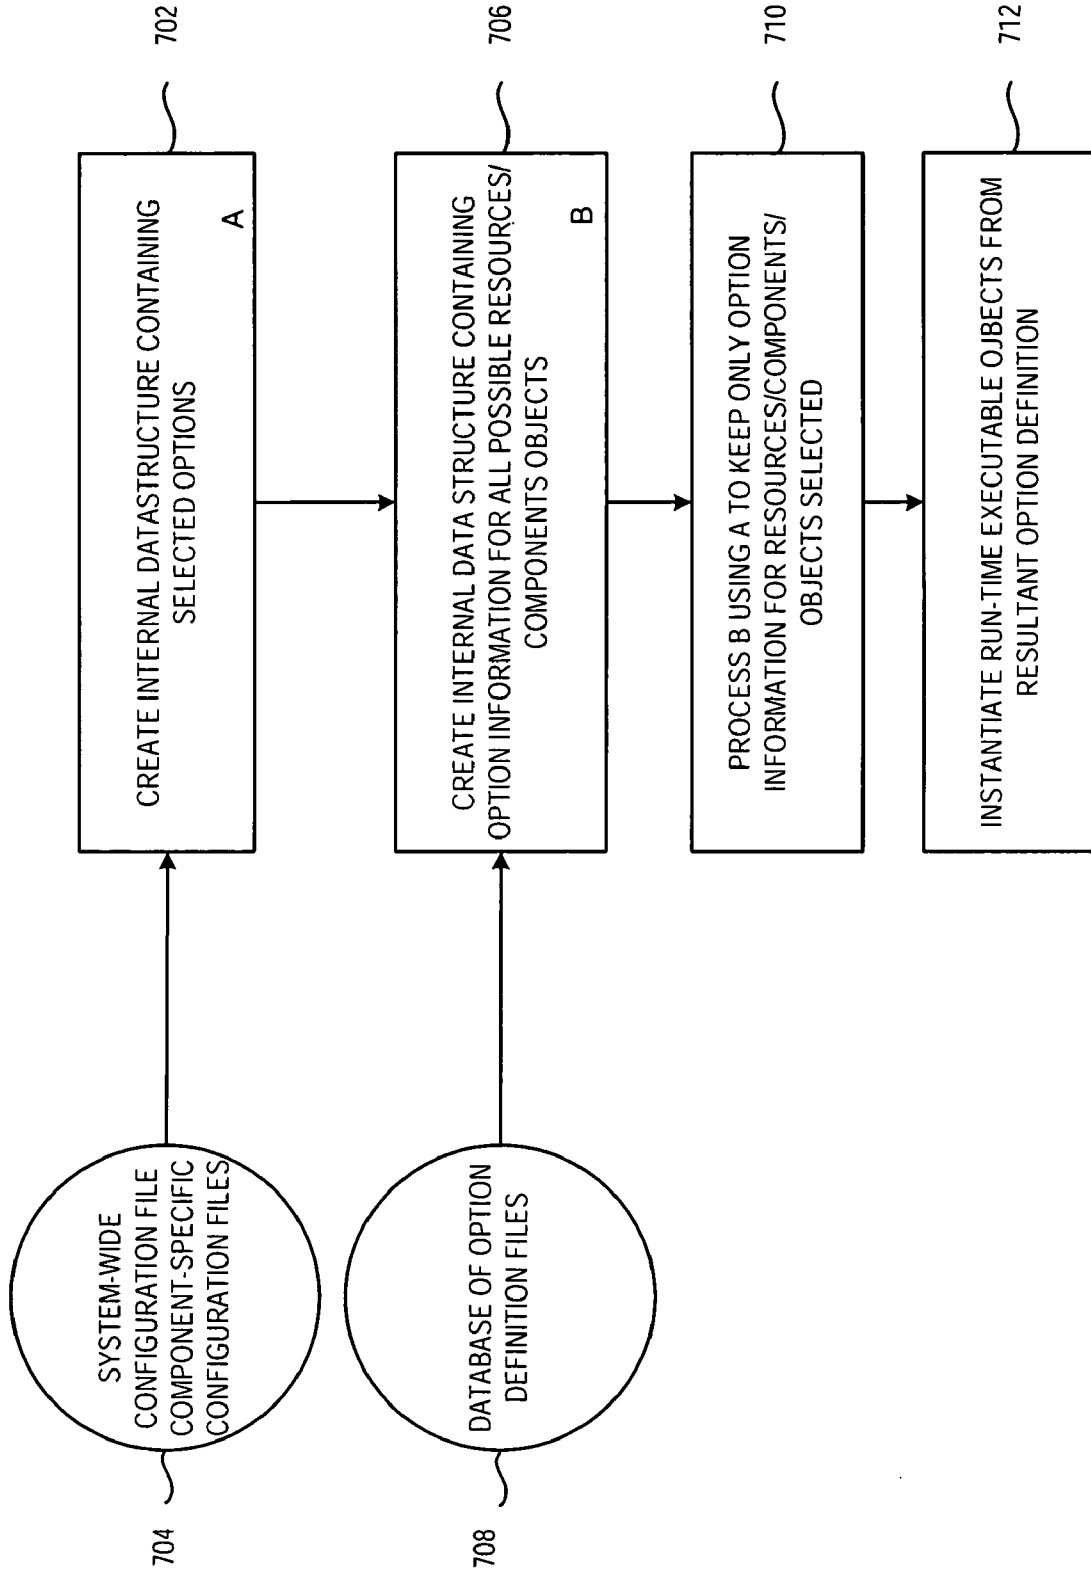 702
CREATE INTERNAL DATASTRUCTURE CONTAINING
SELECTED OPTIONS
A
SYSTEM-WIDE
CONFIGURATION FILE
COMPONENT-SPECIFIC
CONFIGURATION FILES
704
706
CREATE INTERNAL DATA STRUCTURE CONTAINING
OPTION INFORMATION FOR ALL POSSIBLE RESOURCES/
COMPONENTS OBJECTS
B
DATABASE OF OPTION
DEFINITION FILES
708
710
PROCESS B USING A TO KEEP ONLY OPTION
INFORMATION FOR RESOURCES/COMPONENTS/
OBJECTS SELECTED
712
INSTANTIATE RUN-TIME EXECUTABLE OJBECTS FROM
RESULTANT OPTION DEFINITION